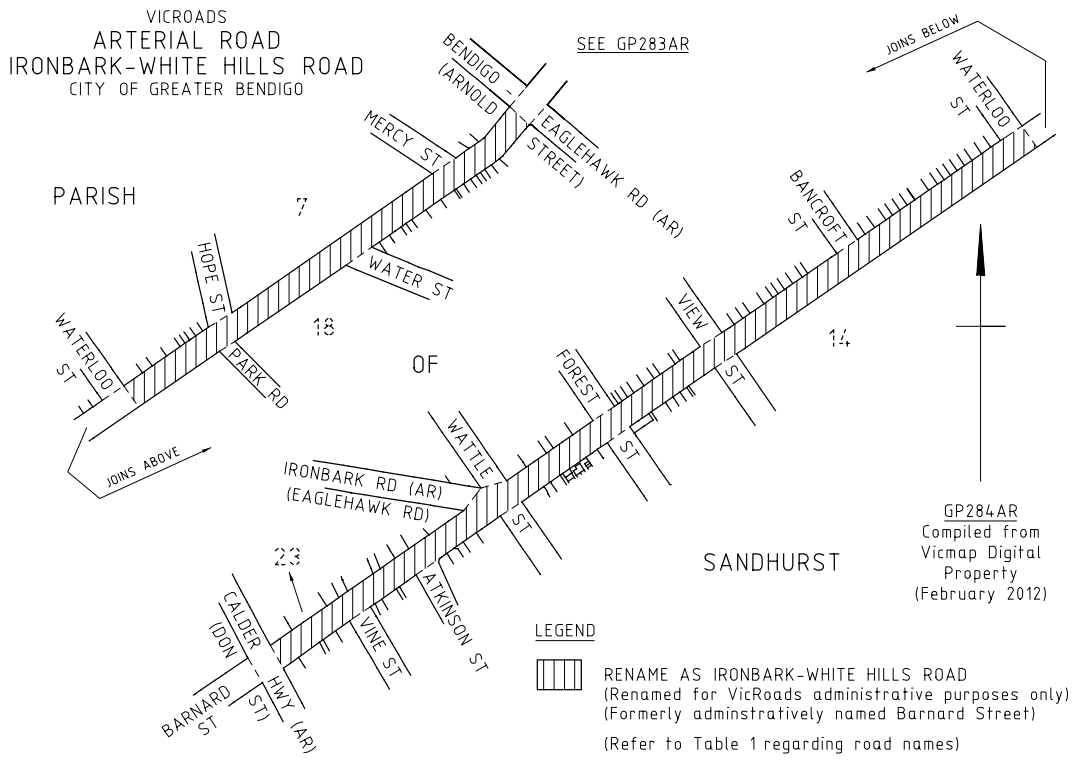 VICROADS
ARTERIAL ROAD
IRONBARK-WHITE HILLS ROAD
CITY OF GREATER BENDIGO
SEE GP283AR
JOINS BELOW
BENDIGO -
(ARNOLD
STREET)
EAGLEHAWK RD (AR)
WATERLOO
ST
MERCY ST
PARISH
7
BANCROFT
ST
HOPE ST
WATER ST
VIEW
ST
18
14
WATERLOO
ST
PARK RD
OF
FOREST
ST
JOINS ABOVE
WATTLE
ST
IRONBARK RD (AR)
(EAGLEHAWK RD)
GP284AR
Compiled from
Vicmap Digital
Property
(February 2012)
23
SANDHURST
CALDER
HWY (AR)
(DON
- ST)
ATKINSON ST
VINE ST
BARNARD
ST
LEGEND
RENAME AS IRONBARK-WHITE HILLS ROAD
(Renamed for VicRoads administrative purposes only)
(Formerly adminstratively named Barnard Street)
(Refer to Table 1 regarding road names)